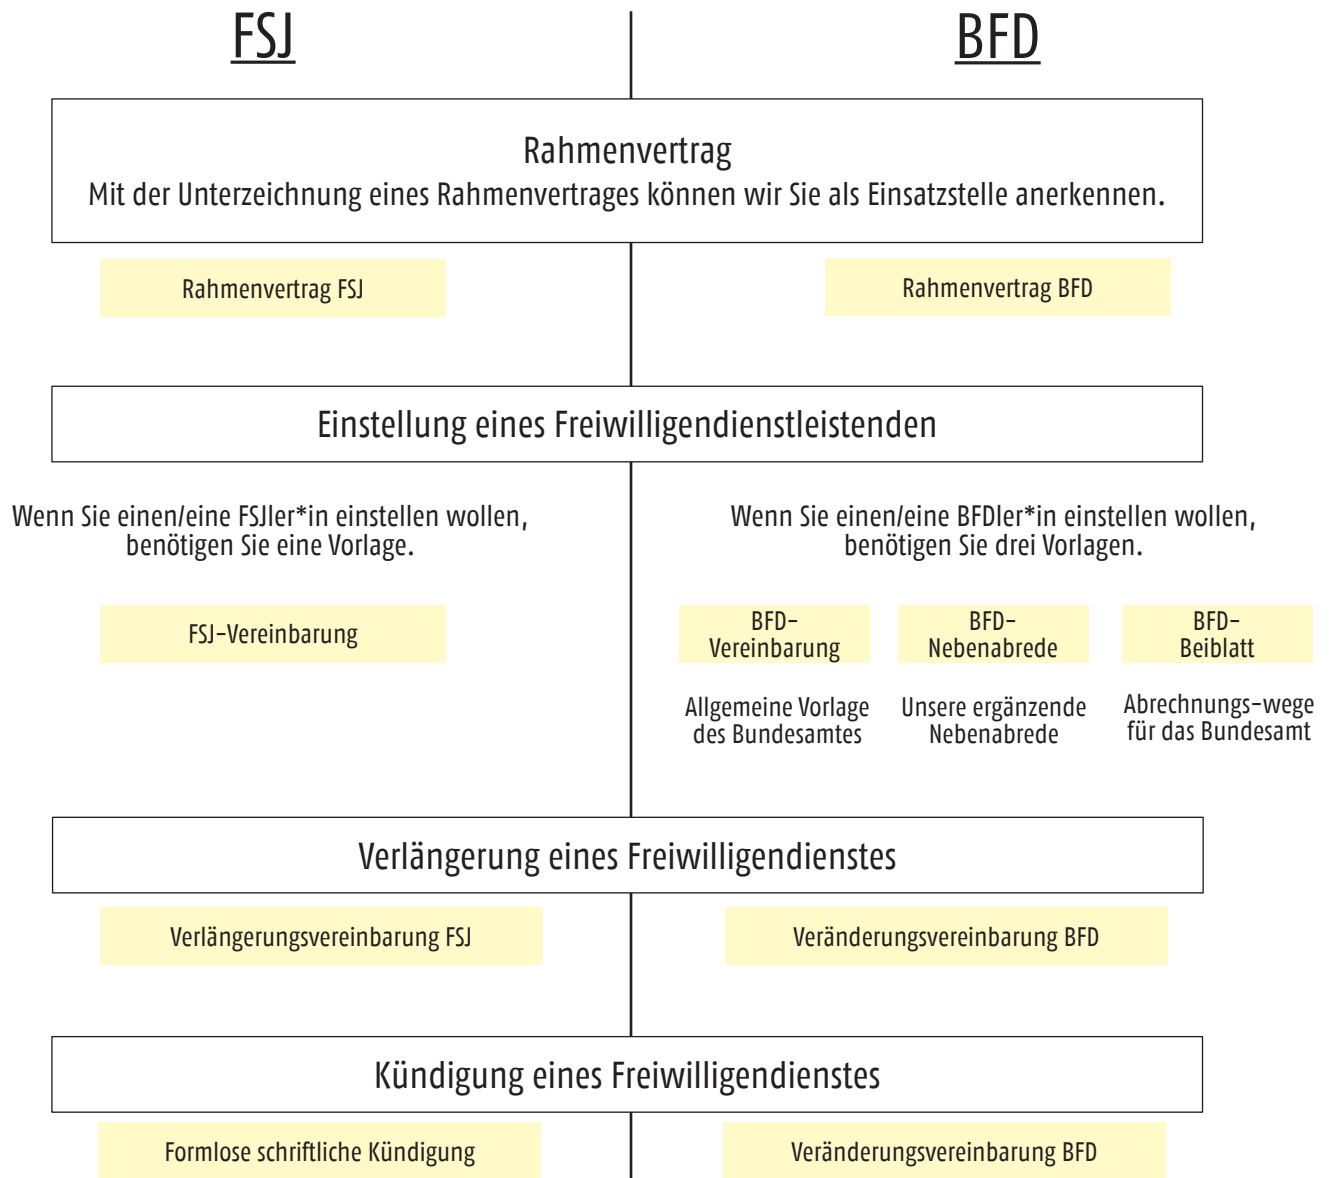 FSJ
BFD
Rahmenvertrag
Mit der Unterzeichnung eines Rahmenvertrages können wir Sie als Einsatzstelle anerkennen.
Rahmenvertrag FSJ
Rahmenvertrag BFD
Einstellung eines Freiwilligendienstleistenden
Wenn Sie einen/eine FSJler*in einstellen wollen,
benötigen Sie eine Vorlage.
Wenn Sie einen/eine BFDler*in einstellen wollen,
benötigen Sie drei Vorlagen.
FSJ-Vereinbarung
BFD-
Vereinbarung
BFD-
Nebenabrede
BFD-
Beiblatt
Allgemeine Vorlage
des Bundesamtes
Unsere ergänzende
Nebenabrede
Abrechnungs-wege
für das Bundesamt
Verlängerung eines Freiwilligendienstes
Verlängerungsvereinbarung FSJ
Veränderungsvereinbarung BFD
Kündigung eines Freiwilligendienstes
Formlose schriftliche Kündigung
Veränderungsvereinbarung BFD